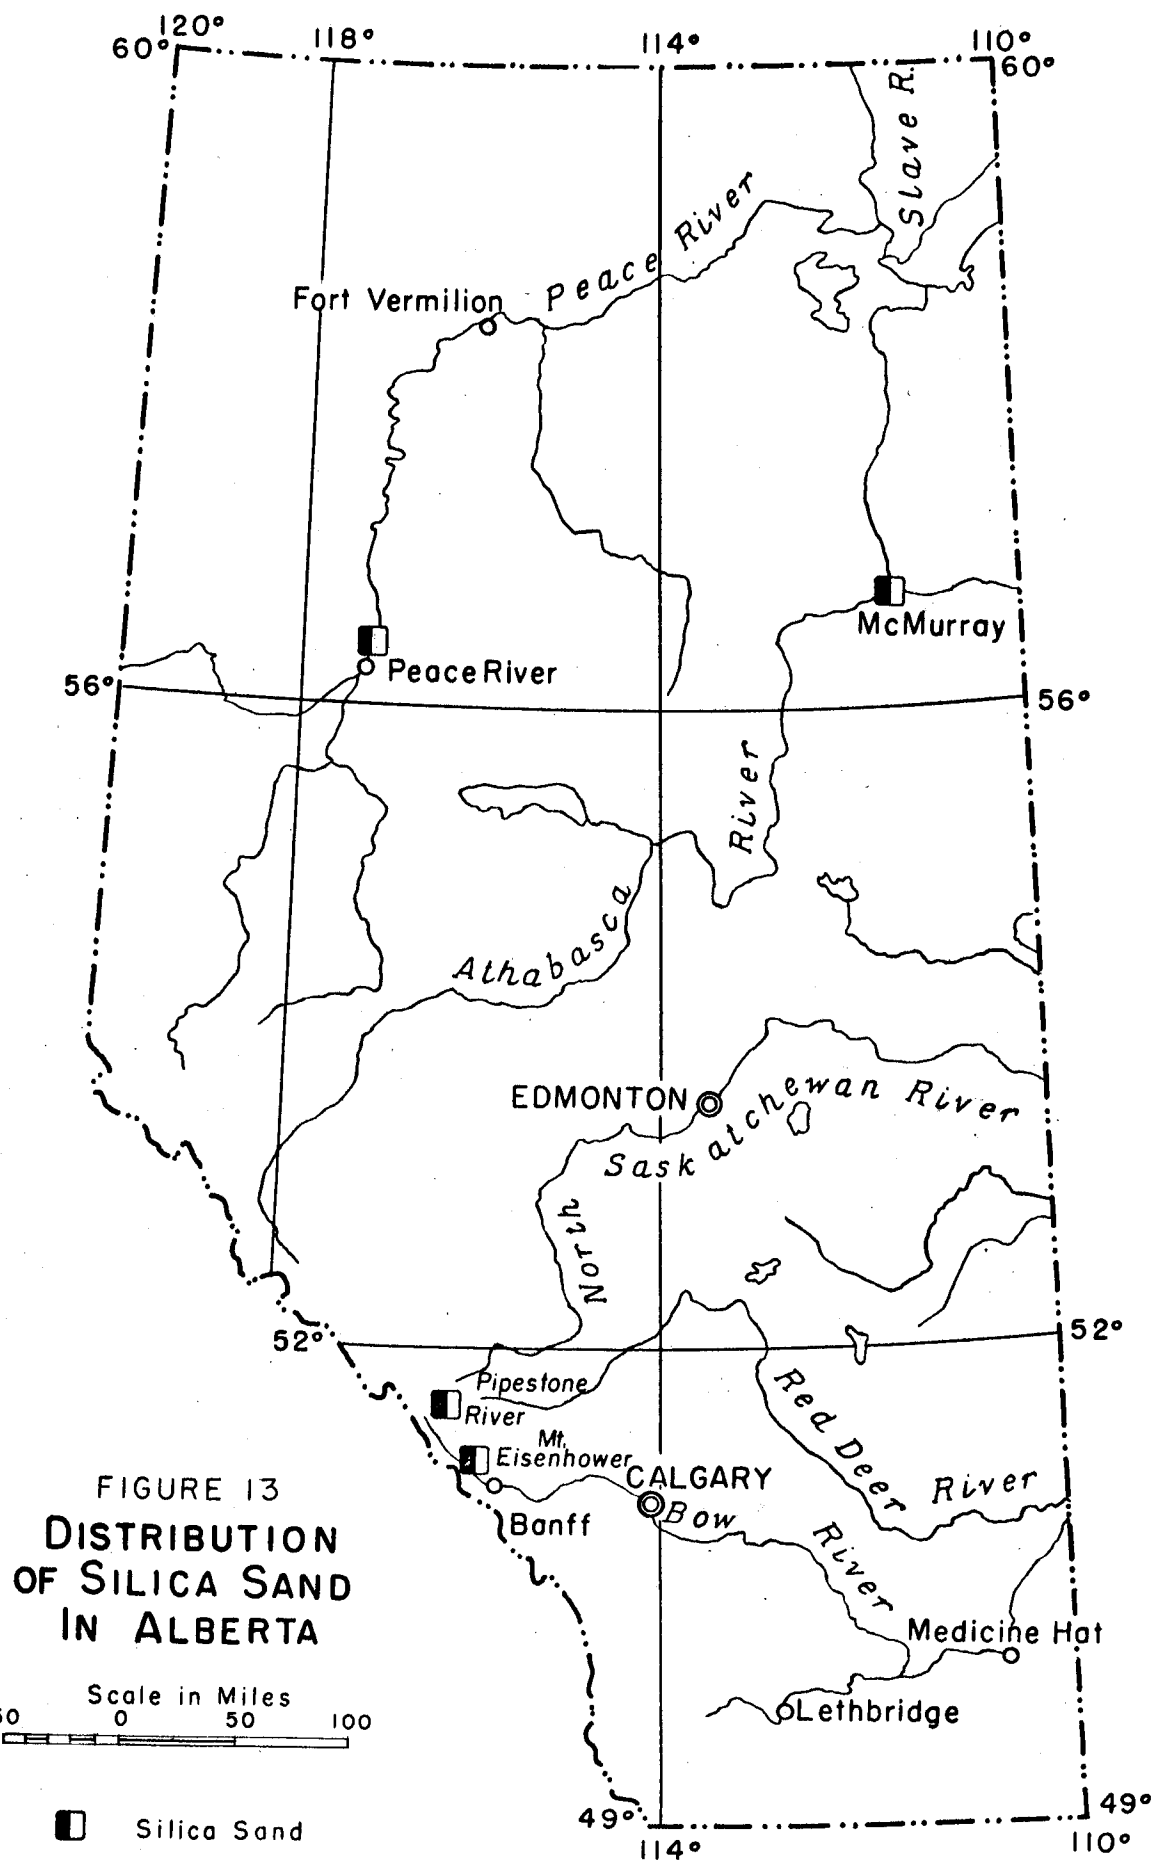 120°
118°
114°
110°
60°
60°
Slave R.
Peace River
Fort Vermilion
McMurray
Peace River
56°
56°
River
Athabasca
EDMONTON
North Saskatchewan River
52°
52°
Pipestone
River
Mt.
Eisenhower
CALGARY
Red Deer River
Banff
Bow River
Medicine Hat
Lethbridge
FIGURE 13
DISTRIBUTION
OF SILICA SAND
IN ALBERTA
Scale in Miles
0 50 100
Silica Sand
49°
49°
114°
110°